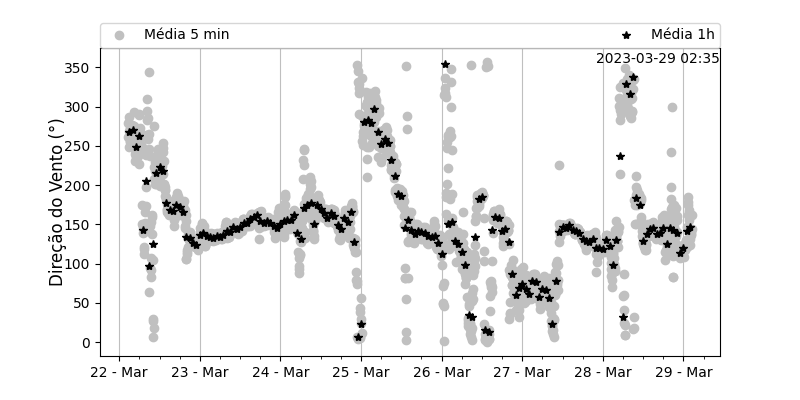 Média 5 min
Média 1h
2023-03-29 02:35
Direção do Vento (°)
350
300
250
200
150
100
50
0
22 - Mar
23 - Mar
24 - Mar
25 - Mar
26 - Mar
27 - Mar
28 - Mar
29 - Mar